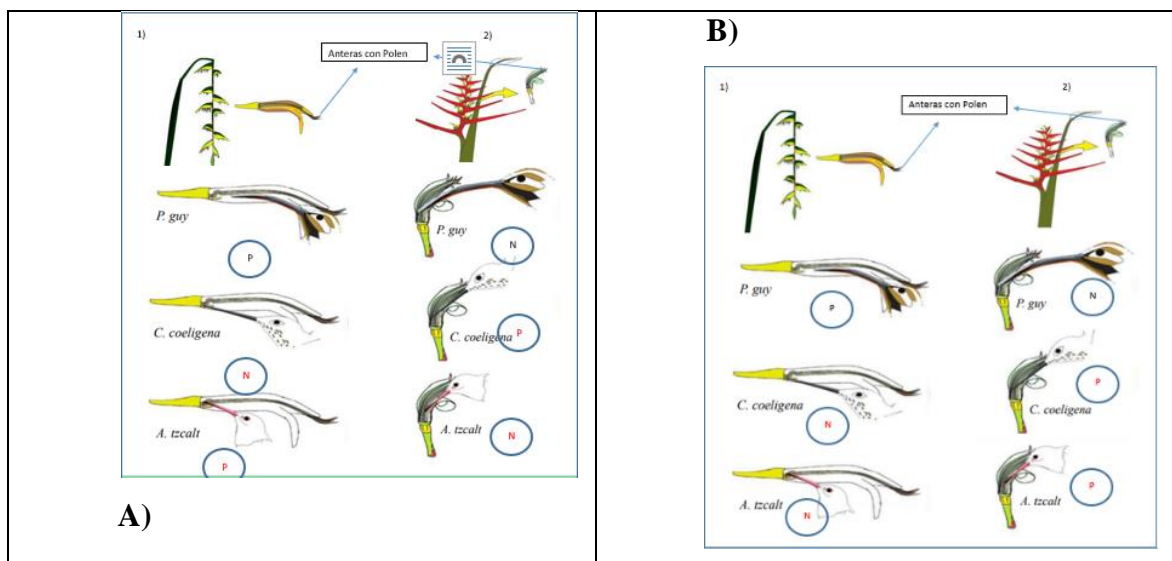 1)
2)
Anteras con Polen
P. guy
P
P. guy
N
C. coeligena
N
C. coeligena
P
A. tzcalt
P
A. tzcalt
N
A)
B)
1)
2)
Anteras con Polen
P. guy
P
P. guy
N
C. coeligena
N
C. coeligena
P
A. tzcalt
N
A. tzcalt
P